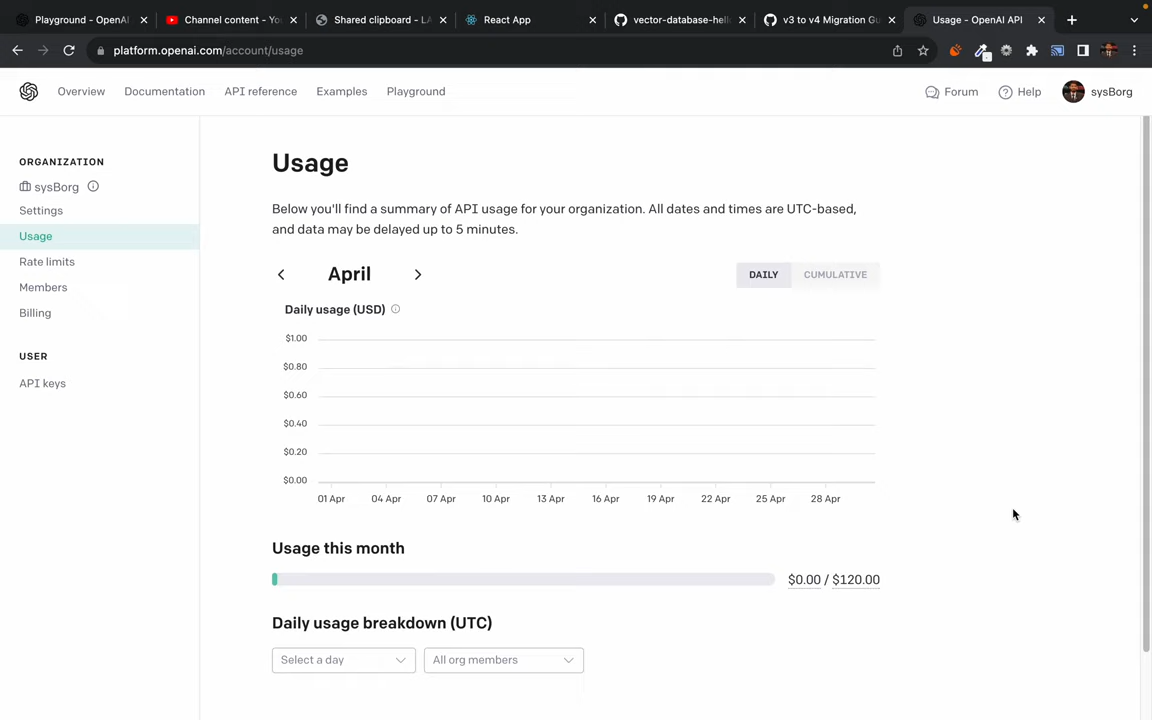 Playground - OpenAI
Channel content - Yo
Shared clipboard - LA
React App
vector-database-hell
v3 to v4 Migration Gu
Usage - OpenAI API
platform.openai.com/account/usage
Overview
Documentation
API reference
Examples
Playground
Forum
Help
sysBorg
ORGANIZATION
sysBorg
Settings
Usage
Rate limits
Members
Billing
USER
API keys
Usage
Below you'll find a summary of API usage for your organization. All dates and times are UTC-based,
and data may be delayed up to 5 minutes.
April
DAILY
CUMULATIVE
Daily usage (USD)
$1.00
$0.80
$0.60
$0.40
$0.20
$0.00
01 Apr 04 Apr 07 Apr 10 Apr 13 Apr 16 Apr 19 Apr 22 Apr 25 Apr 28 Apr
Usage this month
$0.00 / $120.00
Daily usage breakdown (UTC)
Select a day
All org members